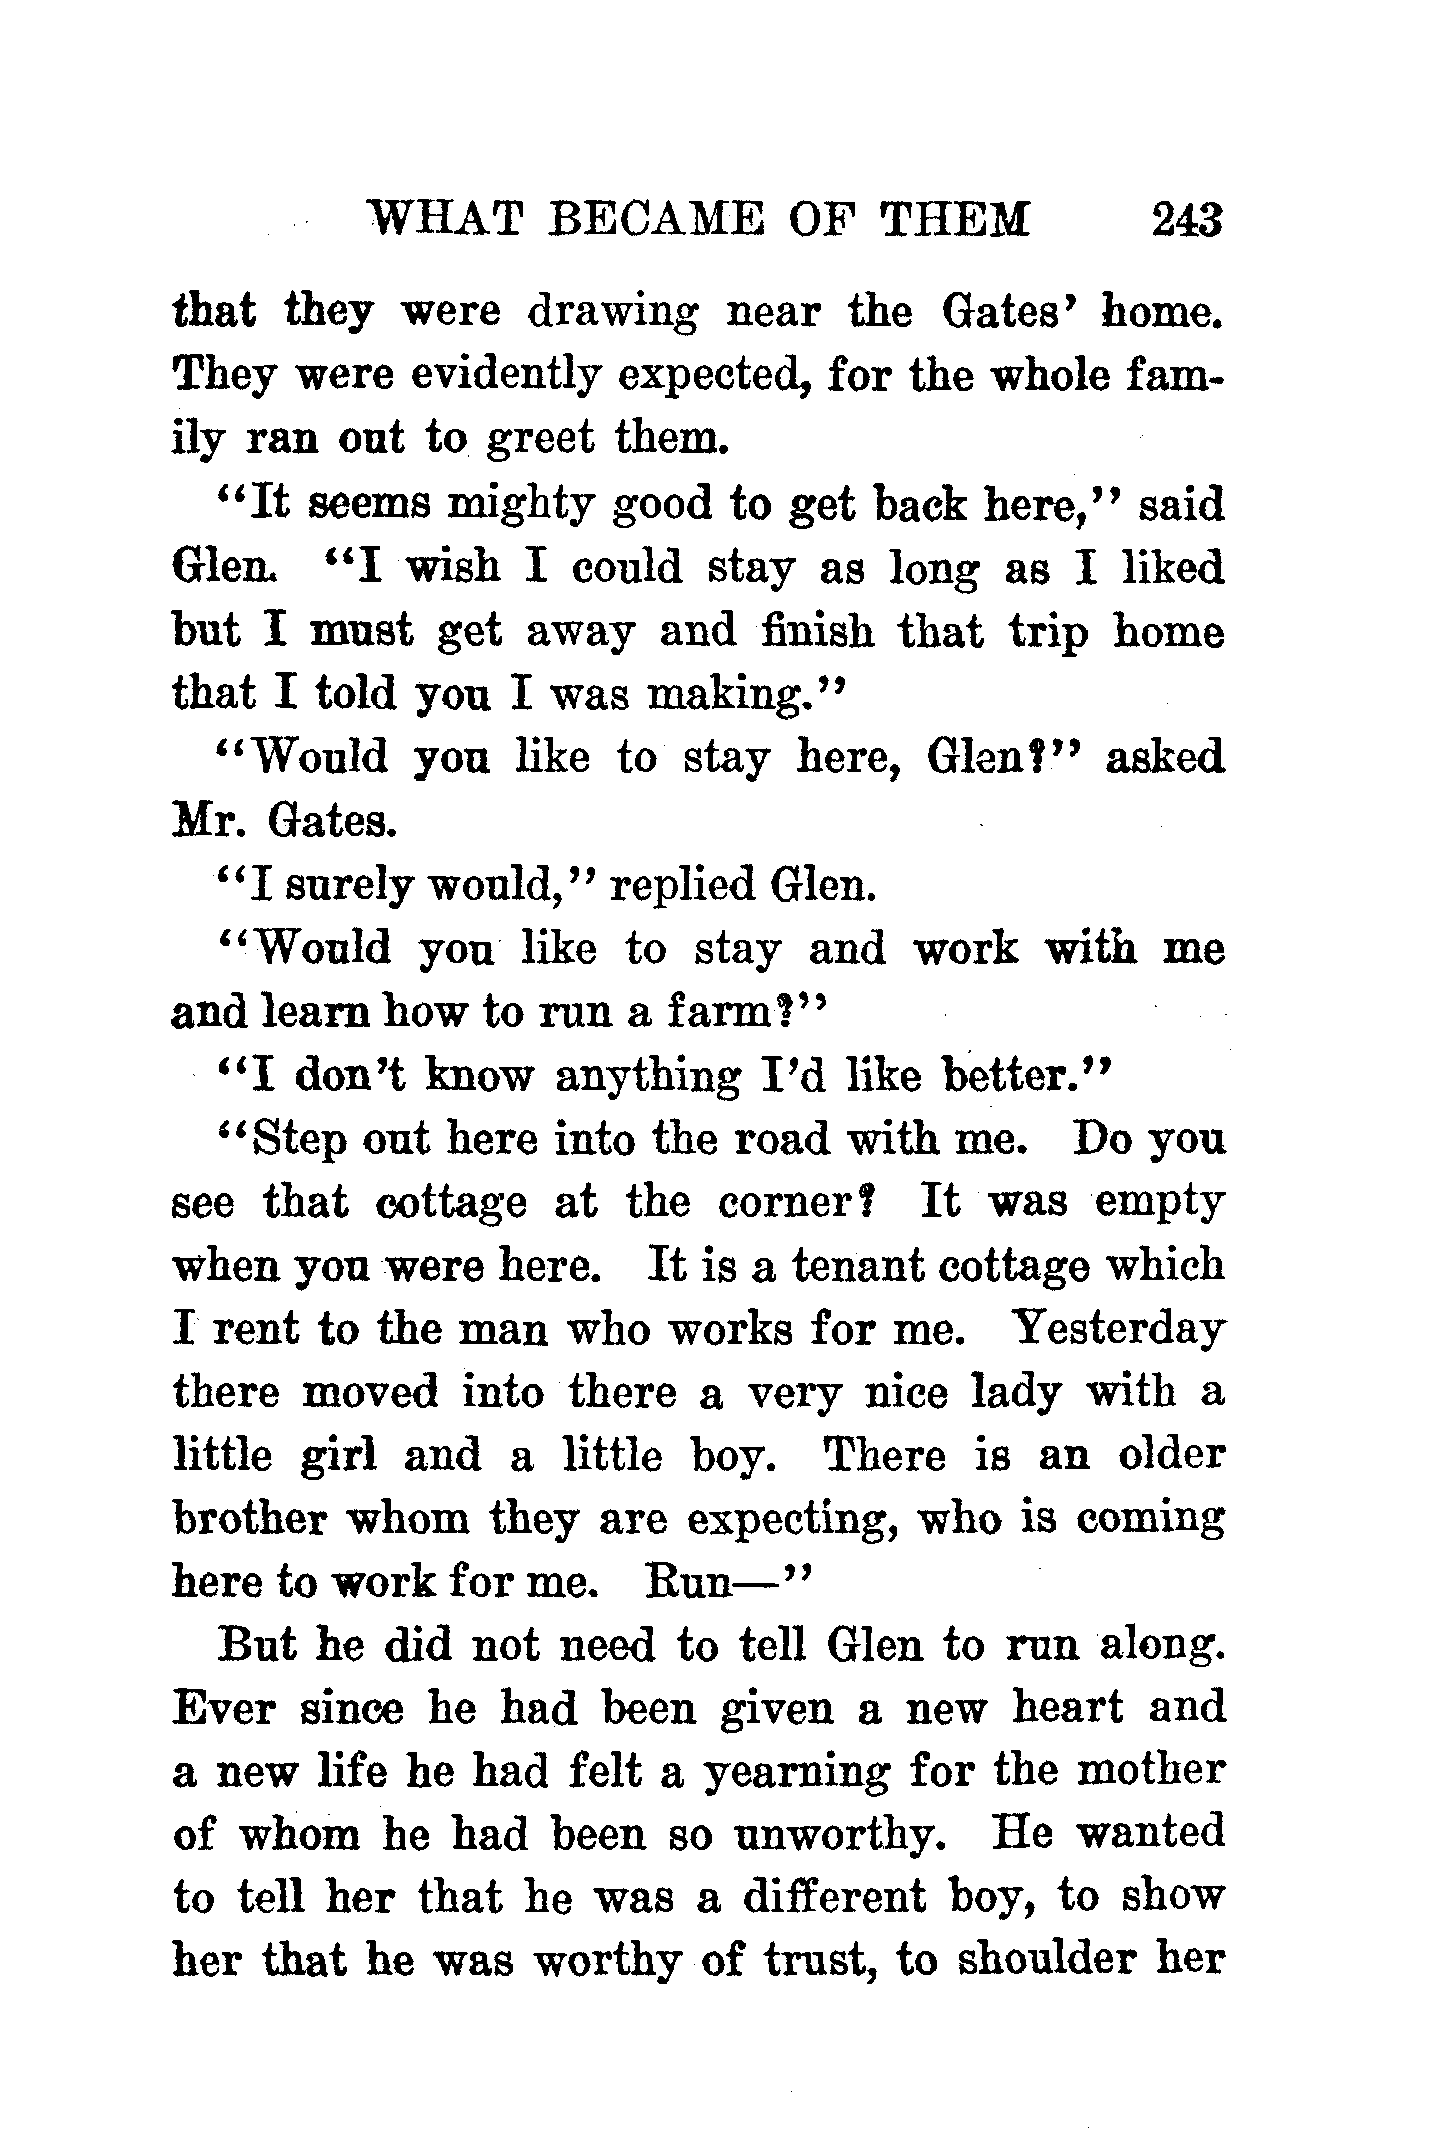 WHAT BECAME OF THEM 243
that they were drawing near the Gates' home.
They were evidently expected, for the whole fam-
ily ran out to greet them.
"It seems mighty good to get back here," said
Glen. "I wish I could stay as long as I liked
but I must get away and finish that trip home
that I told you I was making."
"Would you like to stay here, Glen?" asked
Mr. Gates.
"I surely would," replied Glen.
"Would you like to stay and work with me
and learn how to run a farm?"
"I don't know anything I'd like better."
"Step out here into the road with me. Do you
see that cottage at the corner? It was empty
when you were here. It is a tenant cottage which
I rent to the man who works for me. Yesterday
there moved into there a very nice lady with a
little girl and a little boy. There is an older
brother whom they are expecting, who is coming
here to work for me. Run—"
But he did not need to tell Glen to run along.
Ever since he had been given a new heart and
a new life he had felt a yearning for the mother
of whom he had been so unworthy. He wanted
to tell her that he was a different boy, to show
her that he was worthy of trust, to shoulder her